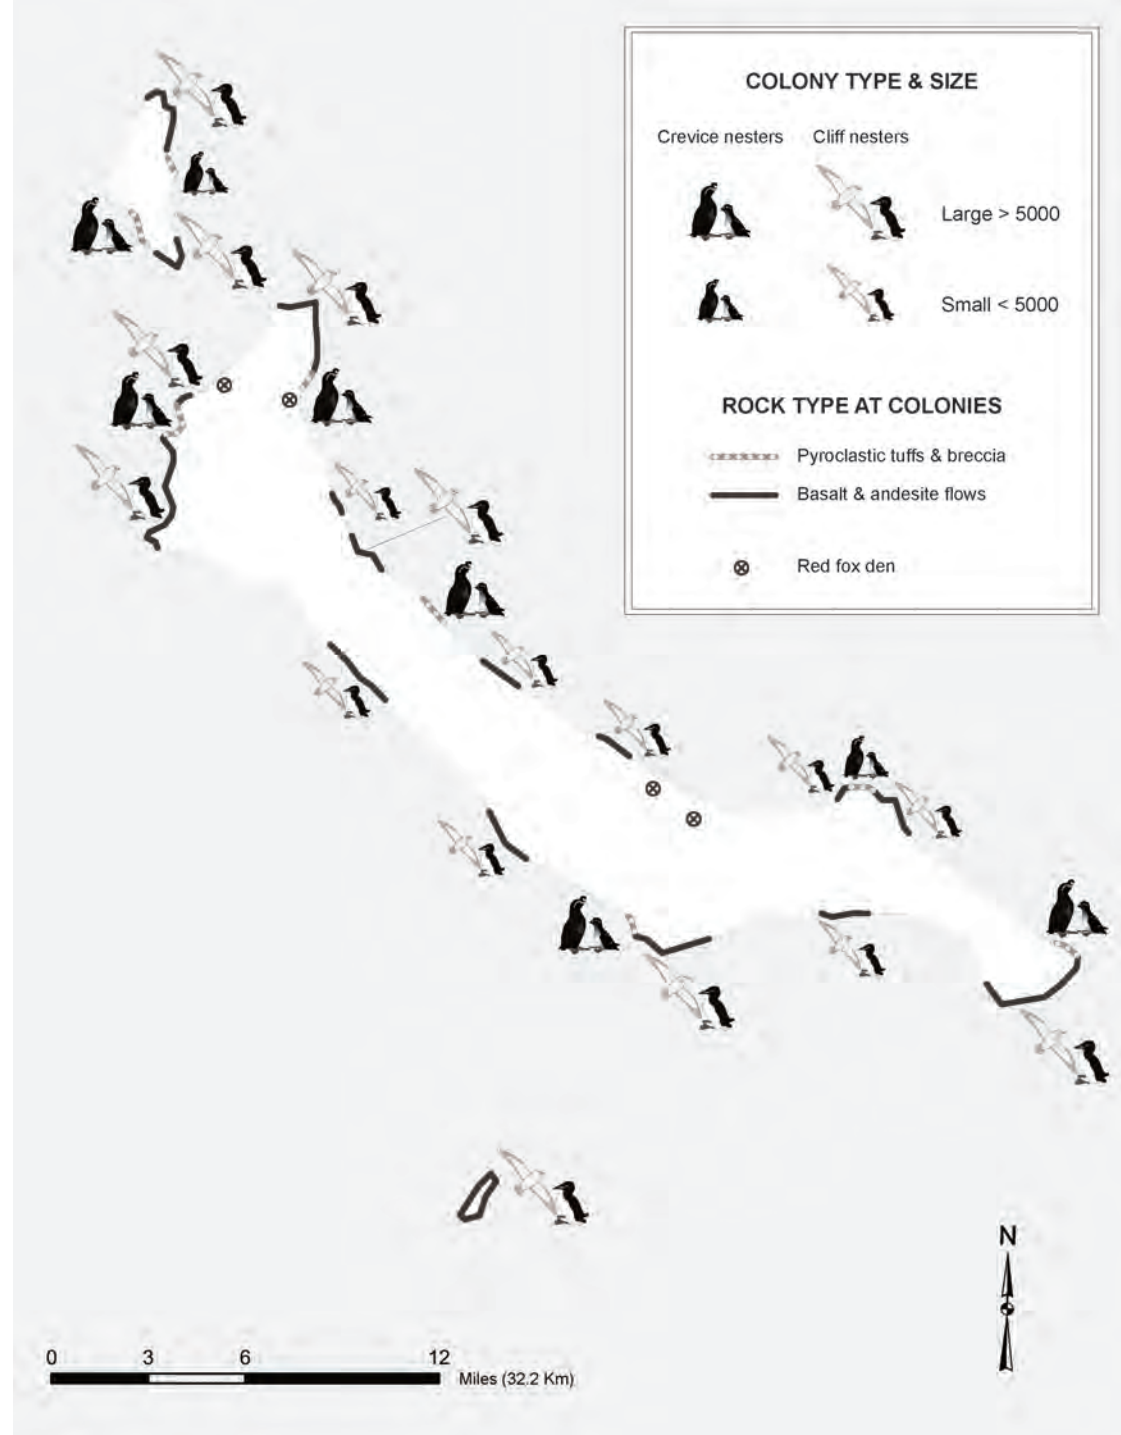 COLONY TYPE & SIZE
Crevice nesters Cliff nesters
Large > 5000
Small < 5000
ROCK TYPE AT COLONIES
Pyroclastic tuffs & breccia
Basalt & andesite flows
Red fox den
N
0 3 6 12
Miles (32.2 Km)